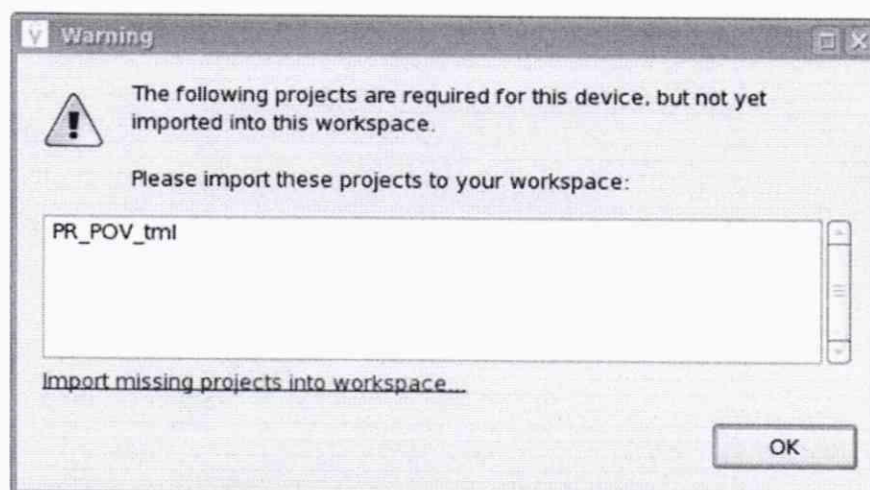 Warning
The following projects are required for this device, but not yet
imported into this workspace.
Please import these projects to your workspace:
PR_POV_tml
Import missing projects into workspace...
OK